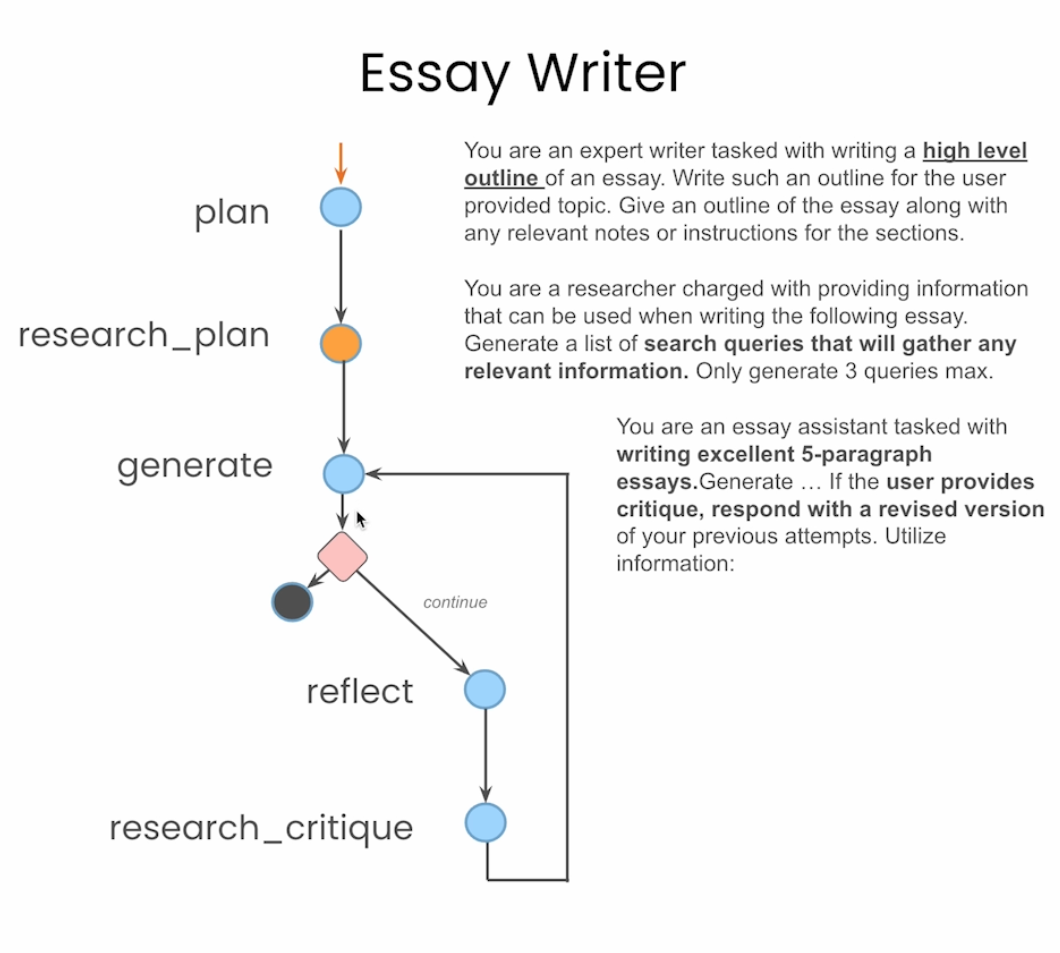 Essay Writer
plan
You are an expert writer tasked with writing a high level
outline of an essay. Write such an outline for the user
provided topic. Give an outline of the essay along with
any relevant notes or instructions for the sections.
research_plan
You are a researcher charged with providing information
that can be used when writing the following essay.
Generate a list of search queries that will gather any
relevant information. Only generate 3 queries max.
generate
You are an essay assistant tasked with
writing excellent 5-paragraph
essays.Generate … If the user provides
critique, respond with a revised version
of your previous attempts. Utilize
information:
continue
reflect
research_critique